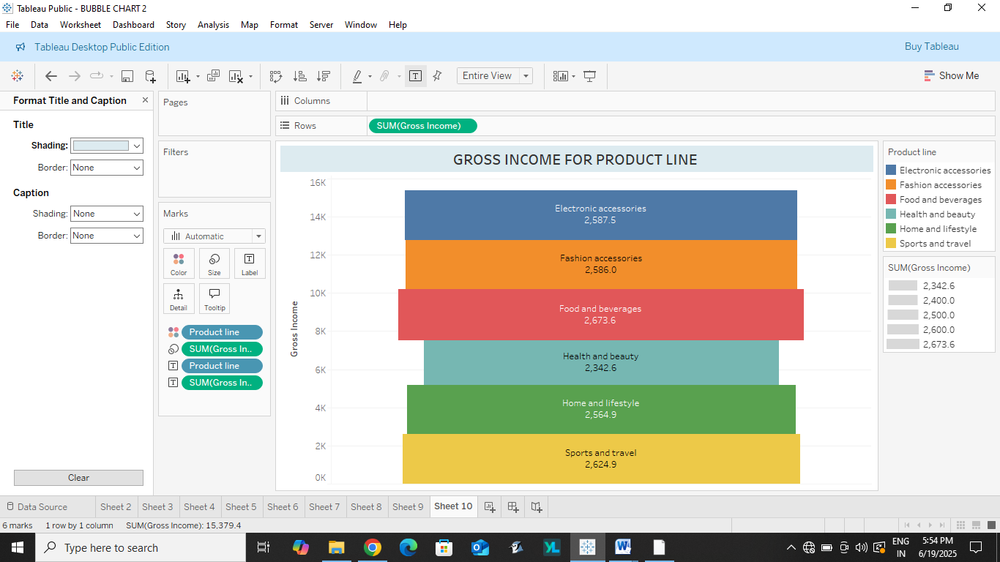 Tableau Public - BUBBLE CHART 2
File Data Worksheet Dashboard Story Analysis Map Format Server Window Help
Tableau Desktop Public Edition
Buy Tableau
Entire View
Show Me
Format Title and Caption
Title
Shading:
Border: None
Caption
Shading: None
Border: None
Clear
Pages
Filters
Marks
Automatic
Color Size Label
Detail Tooltip
Product line
SUM(Gross In..
Product line
SUM(Gross In..
Columns
Rows SUM(Gross Income)
GROSS INCOME FOR PRODUCT LINE
Gross Income
16K
14K
12K
10K
8K
6K
4K
2K
0K
Electronic accessories
2,587.5
Fashion accessories
2,586.0
Food and beverages
2,673.6
Health and beauty
2,342.6
Home and lifestyle
2,564.9
Sports and travel
2,624.9
Product line
Electronic accessories
Fashion accessories
Food and beverages
Health and beauty
Home and lifestyle
Sports and travel
SUM(Gross Income)
2,342.6
2,400.0
2,500.0
2,600.0
2,673.6
Data Source Sheet 2 Sheet 3 Sheet 4 Sheet 5 Sheet 6 Sheet 7 Sheet 8 Sheet 9 Sheet 10
6 marks 1 row by 1 column SUM(Gross Income): 15,379.4
Type here to search
YL
W
ENG
IN
5:54 PM
6/19/2025